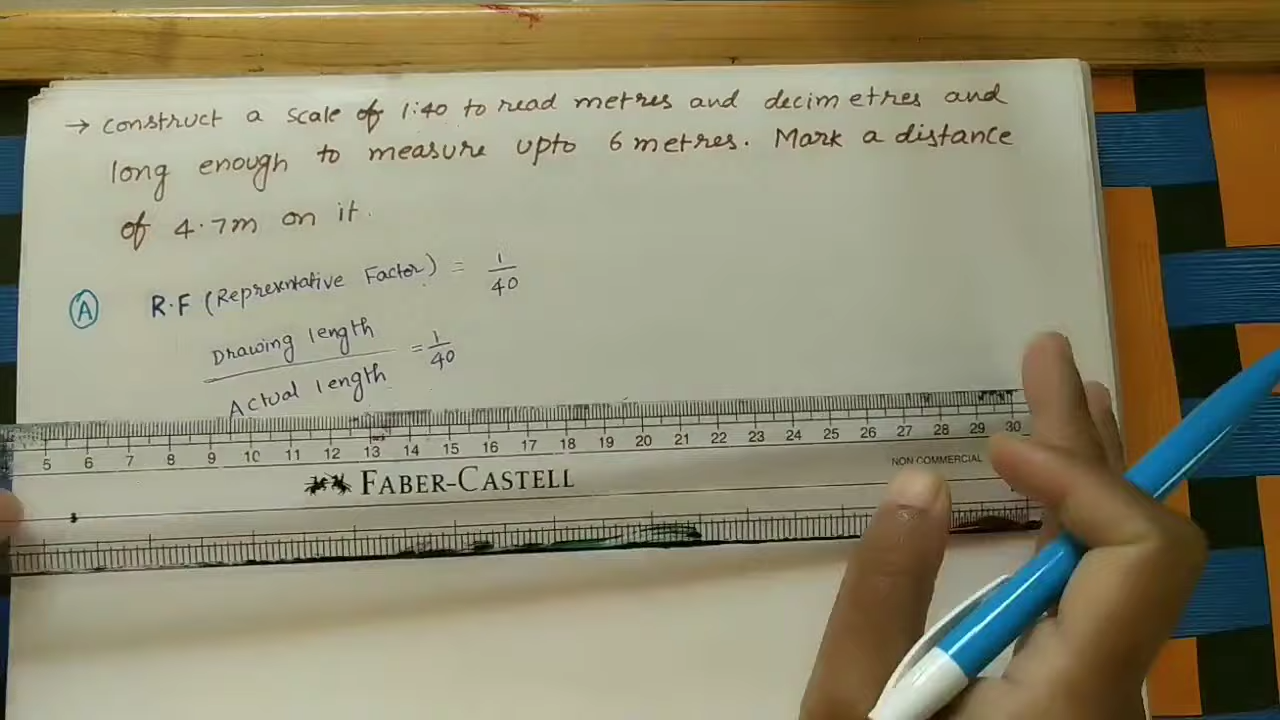 → construct a scale of 1:40 to read metres and decimetres and
long enough to measure upto 6 metres. Mark a distance
of 4.7m on it.
A R.F (Representative Factor) = 1/40
Drawing length / Actual length = 1/40
5 6 7 8 9 10 11 12 13 14 15 16 17 18 19 20 21 22 23 24 25 26 27 28 29 30
FABER-CASTELL
NON COMMERCIAL